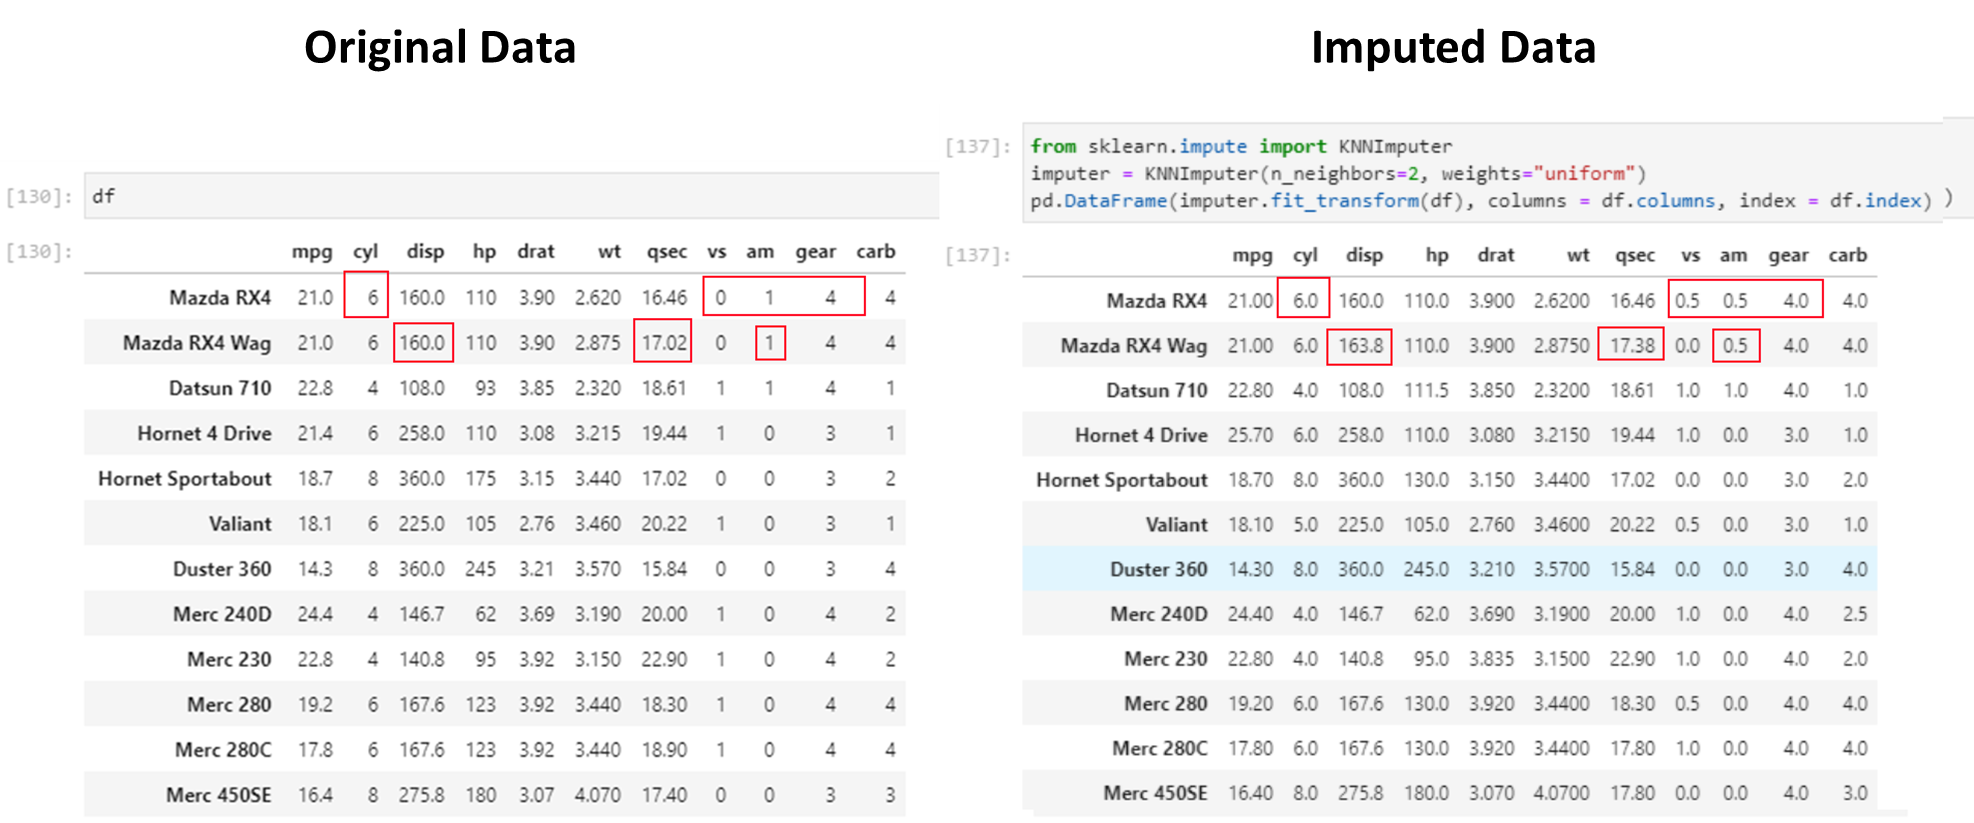 Original Data
[130]: df
[130]: mpg cyl disp hp drat wt qsec vs am gear carb
Mazda RX4 21.0 6 160.0 110 3.90 2.620 16.46 0 1 4 4
Mazda RX4 Wag 21.0 6 160.0 110 3.90 2.875 17.02 0 1 4 4
Datsun 710 22.8 4 108.0 93 3.85 2.320 18.61 1 1 4 1
Hornet 4 Drive 21.4 6 258.0 110 3.08 3.215 19.44 1 0 3 1
Hornet Sportabout 18.7 8 360.0 175 3.15 3.440 17.02 0 0 3 2
Valiant 18.1 6 225.0 105 2.76 3.460 20.22 1 0 3 1
Duster 360 14.3 8 360.0 245 3.21 3.570 15.84 0 0 3 4
Merc 240D 24.4 4 146.7 62 3.69 3.190 20.00 1 0 4 2
Merc 230 22.8 4 140.8 95 3.92 3.150 22.90 1 0 4 2
Merc 280 19.2 6 167.6 123 3.92 3.440 18.30 1 0 4 4
Merc 280C 17.8 6 167.6 123 3.92 3.440 18.90 1 0 4 4
Merc 450SE 16.4 8 275.8 180 3.07 4.070 17.40 0 0 3 3
Imputed Data
[137]: from sklearn.impute import KNNImputer
imputer = KNNImputer(n_neighbors=2, weights="uniform")
pd.DataFrame(imputer.fit_transform(df), columns = df.columns, index = df.index) )
[137]: mpg cyl disp hp drat wt qsec vs am gear carb
Mazda RX4 21.00 6.0 160.0 110.0 3.900 2.6200 16.46 0.5 0.5 4.0 4.0
Mazda RX4 Wag 21.00 6.0 163.8 110.0 3.900 2.8750 17.38 0.0 0.5 4.0 4.0
Datsun 710 22.80 4.0 108.0 111.5 3.850 2.3200 18.61 1.0 1.0 4.0 1.0
Hornet 4 Drive 25.70 6.0 258.0 110.0 3.080 3.2150 19.44 1.0 0.0 3.0 1.0
Hornet Sportabout 18.70 8.0 360.0 130.0 3.150 3.4400 17.02 0.0 0.0 3.0 2.0
Valiant 18.10 5.0 225.0 105.0 2.760 3.4600 20.22 0.5 0.0 3.0 1.0
Duster 360 14.30 8.0 360.0 245.0 3.210 3.5700 15.84 0.0 0.0 3.0 4.0
Merc 240D 24.40 4.0 146.7 62.0 3.690 3.1900 20.00 1.0 0.0 4.0 2.5
Merc 230 22.80 4.0 140.8 95.0 3.835 3.1500 22.90 1.0 0.0 4.0 2.0
Merc 280 19.20 6.0 167.6 130.0 3.920 3.4400 18.30 0.5 0.0 4.0 4.0
Merc 280C 17.80 6.0 167.6 130.0 3.920 3.4400 17.80 1.0 0.0 4.0 4.0
Merc 450SE 16.40 8.0 275.8 180.0 3.070 4.0700 17.80 0.0 0.0 4.0 3.0